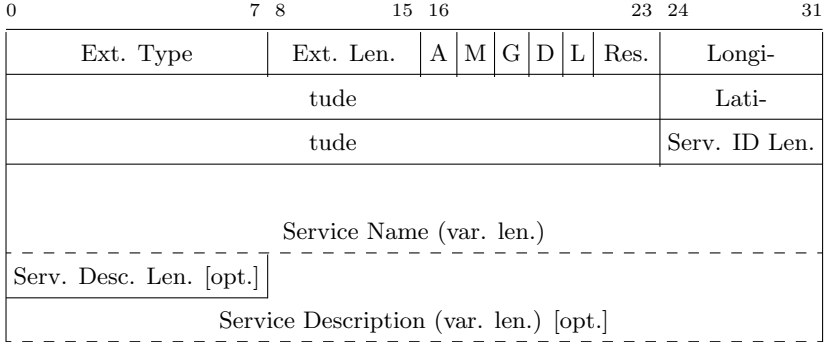 0 7 8 15 16 23 24 31
Ext. Type Ext. Len. A M G D L Res. Longi-
tude Lati-
tude Serv. ID Len.
Service Name (var. len.)
Serv. Desc. Len. [opt.]
Service Description (var. len.) [opt.]